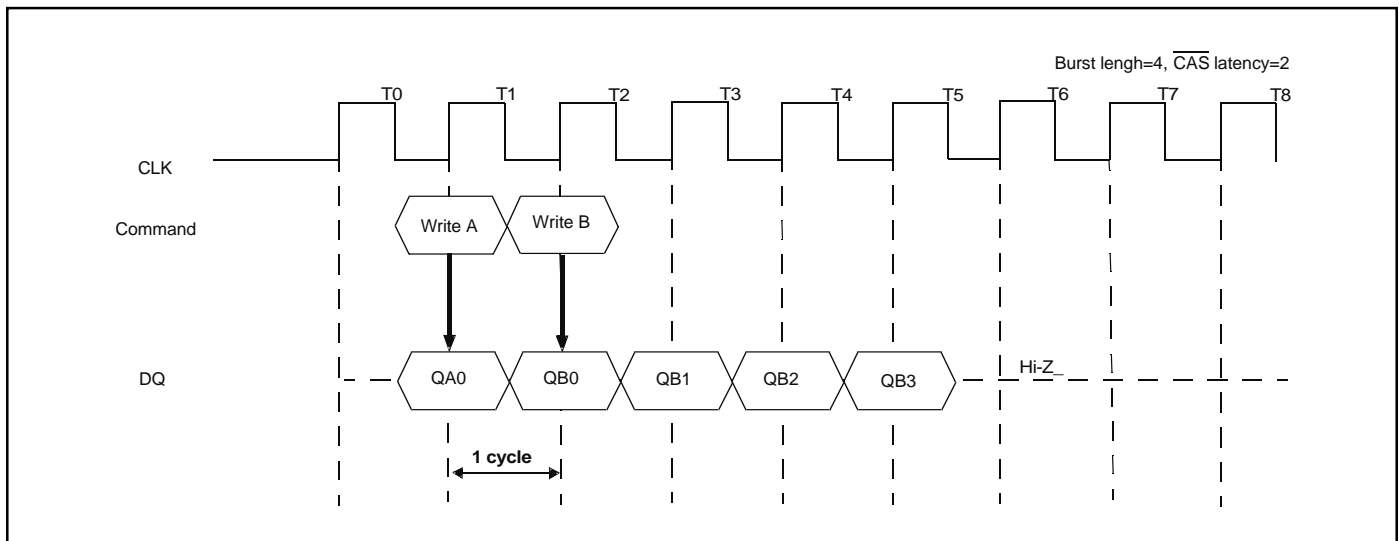 Burst lengh=4, CAS latency=2
T0 T1 T2 T3 T4 T5 T6 T7 T8
CLK
Command
Write A Write B
DQ
QA0 QB0 QB1 QB2 QB3 Hi-Z_
1 cycle